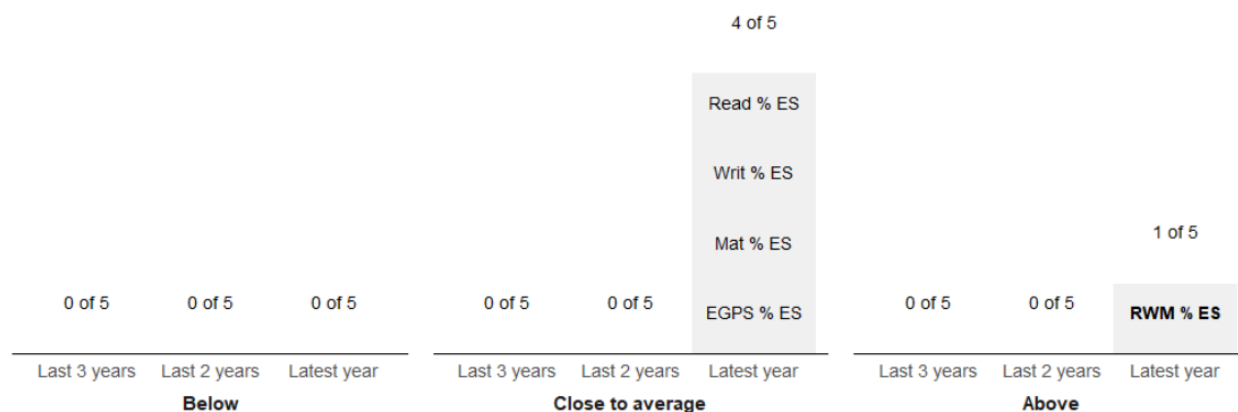 4 of 5
Read % ES
Writ % ES
Mat % ES
1 of 5
0 of 5 0 of 5 0 of 5 0 of 5 0 of 5 EGPS % ES 0 of 5 0 of 5 RWM % ES
Last 3 years Last 2 years Latest year Last 3 years Last 2 years Latest year Last 3 years Last 2 years Latest year
Below Close to average Above